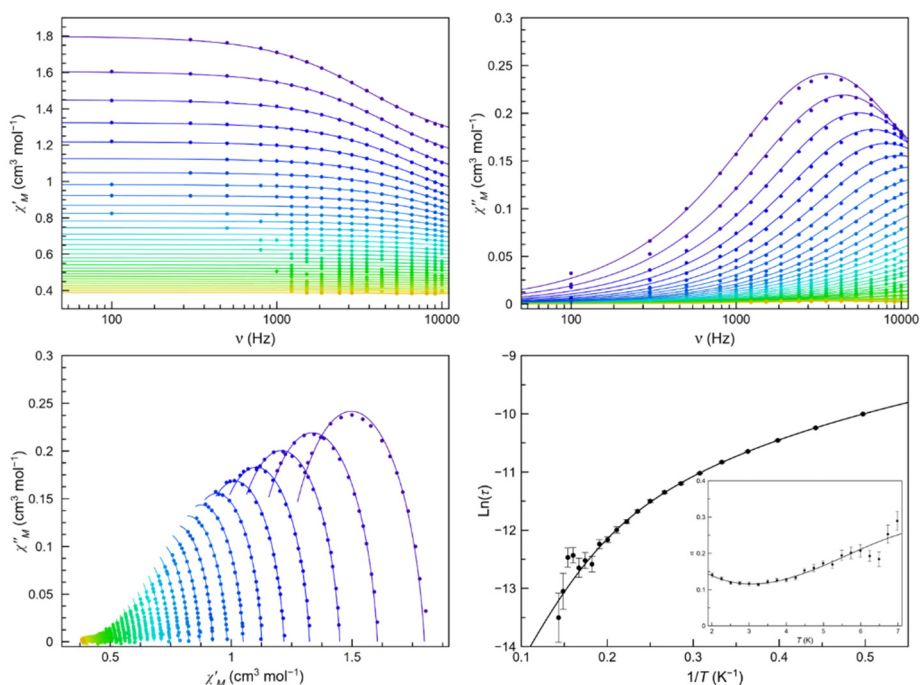 χ′M (cm³ mol⁻¹)
1.8
1.6
1.4
1.2
1
0.8
0.6
0.4
100 1000 10000
ν (Hz)
χ″M (cm³ mol⁻¹)
0.3
0.25
0.2
0.15
0.1
0.05
0
100 1000 10000
ν (Hz)
χ″M (cm³ mol⁻¹)
0.3
0.25
0.2
0.15
0.1
0.05
0
0.5 1 1.5
χ′M (cm³ mol⁻¹)
Ln(τ)
−9
−10
−11
−12
−13
−14
0.1 0.2 0.3 0.4 0.5
1/T (K⁻¹)
0.4
0.3
0.2
0.1
0
2 3 4 5 6 7
T (K)